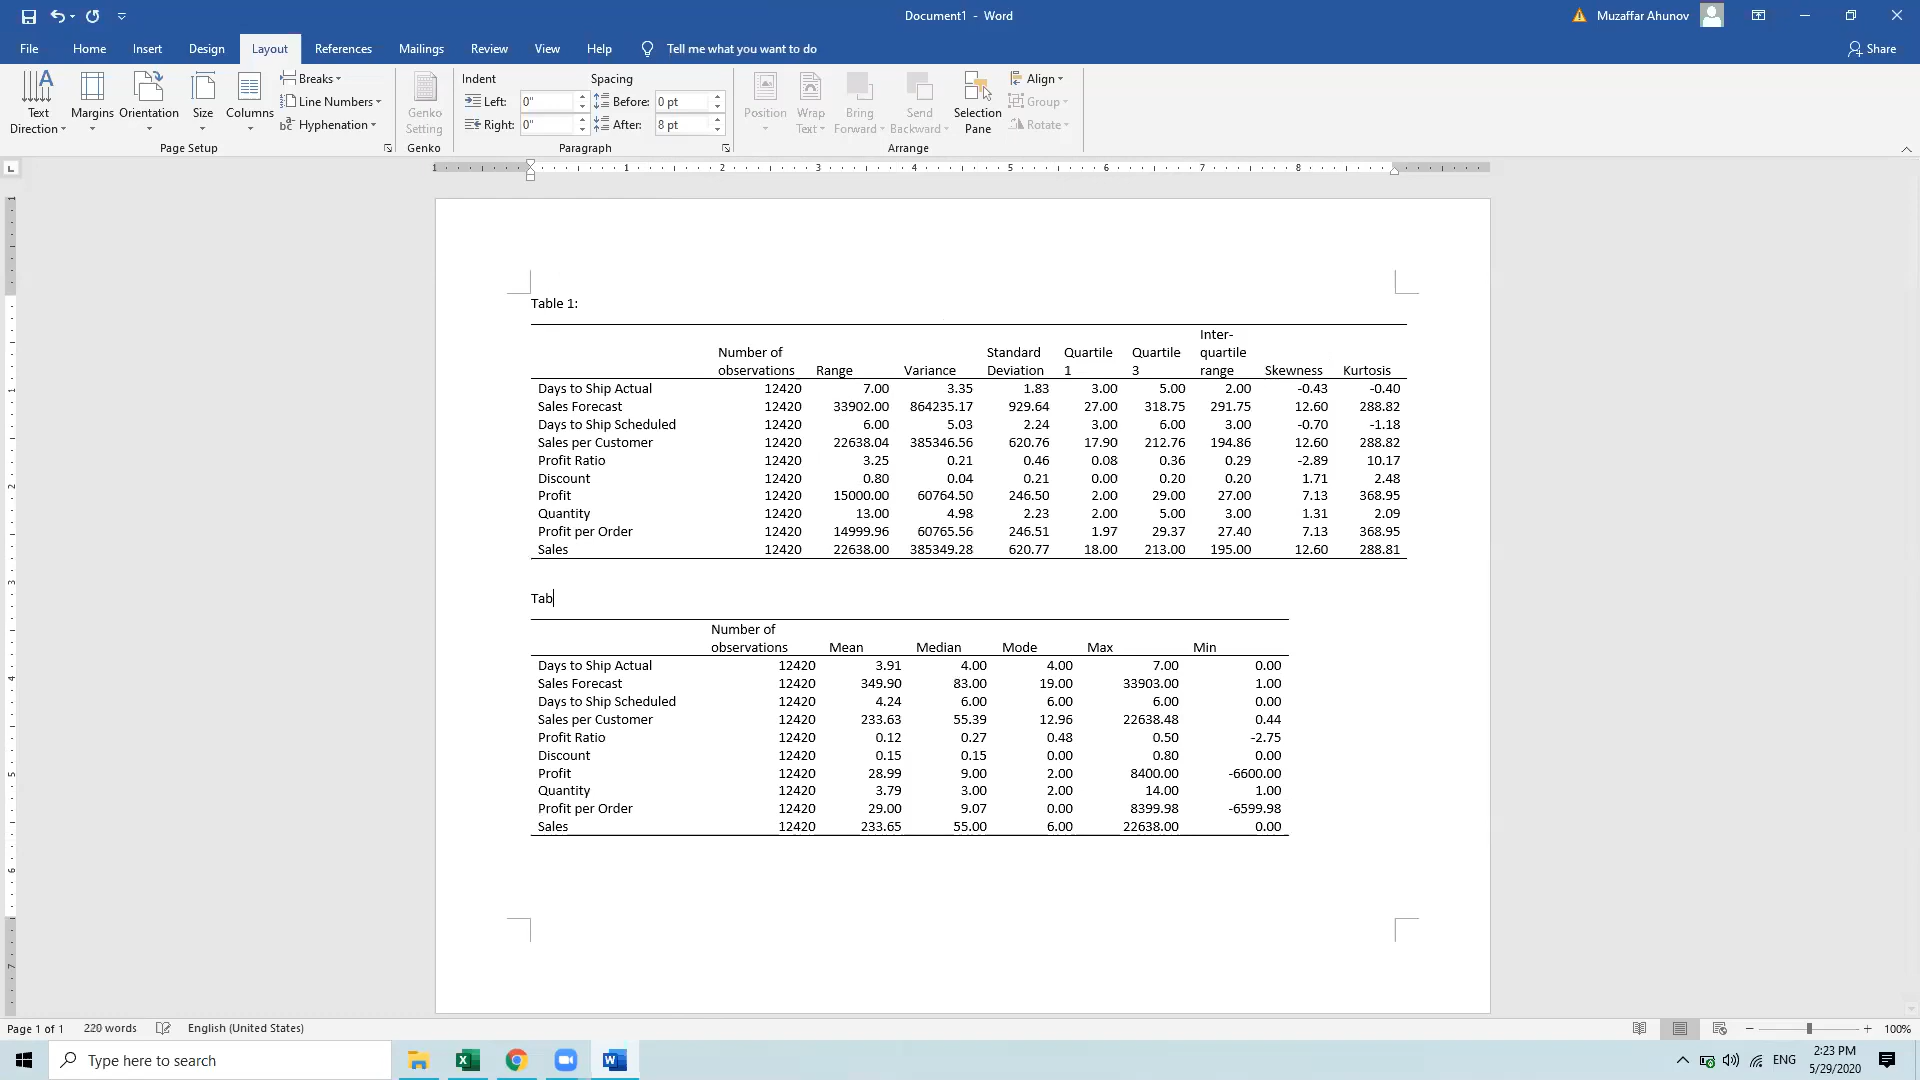 Document1 - Word
Muzaffar Ahunov
File Home Insert Design Layout References Mailings Review View Help Tell me what you want to do Share
Text Direction
Margins
Orientation
Size
Columns
Breaks
Line Numbers
Hyphenation
Page Setup
Genko Setting
Genko
Indent
Left: 0"
Right: 0"
Spacing
Before: 0 pt
After: 8 pt
Paragraph
Position
Wrap Text
Bring Forward
Send Backward
Selection Pane
Align
Group
Rotate
Arrange
1 1 2 3 4 5 6 7 8
Table 1:
Number of observations Range Variance Standard Deviation Quartile 1 Quartile 3 Inter-quartile range Skewness Kurtosis
Days to Ship Actual 12420 7.00 3.35 1.83 3.00 5.00 2.00 -0.43 -0.40
Sales Forecast 12420 33902.00 864235.17 929.64 27.00 318.75 291.75 12.60 288.82
Days to Ship Scheduled 12420 6.00 5.03 2.24 3.00 6.00 3.00 -0.70 -1.18
Sales per Customer 12420 22638.04 385346.56 620.76 17.90 212.76 194.86 12.60 288.82
Profit Ratio 12420 3.25 0.21 0.46 0.08 0.36 0.29 -2.89 10.17
Discount 12420 0.80 0.04 0.21 0.00 0.20 0.20 1.71 2.48
Profit 12420 15000.00 60764.50 246.50 2.00 29.00 27.00 7.13 368.95
Quantity 12420 13.00 4.98 2.23 2.00 5.00 3.00 1.31 2.09
Profit per Order 12420 14999.96 60765.56 246.51 1.97 29.37 27.40 7.13 368.95
Sales 12420 22638.00 385349.28 620.77 18.00 213.00 195.00 12.60 288.81
Tab
Number of observations Mean Median Mode Max Min
Days to Ship Actual 12420 3.91 4.00 4.00 7.00 0.00
Sales Forecast 12420 349.90 83.00 19.00 33903.00 1.00
Days to Ship Scheduled 12420 4.24 6.00 6.00 6.00 0.00
Sales per Customer 12420 233.63 55.39 12.96 22638.48 0.44
Profit Ratio 12420 0.12 0.27 0.48 0.50 -2.75
Discount 12420 0.15 0.15 0.00 0.80 0.00
Profit 12420 28.99 9.00 2.00 8400.00 -6600.00
Quantity 12420 3.79 3.00 2.00 14.00 1.00
Profit per Order 12420 29.00 9.07 0.00 8399.98 -6599.98
Sales 12420 233.65 55.00 6.00 22638.00 0.00
1 1 2 3 4 5 6 7
Page 1 of 1 220 words English (United States) 100%
Type here to search
ENG
2:23 PM
5/29/2020